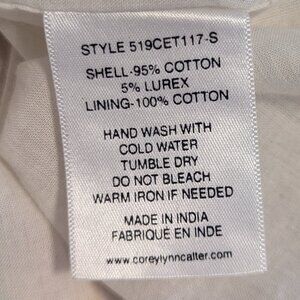 STYLE 519CET117-S
SHELL-95% COTTON
5% LUREX
LINING-100% COTTON
HAND WASH WITH
COLD WATER
TUMBLE DRY
DO NOT BLEACH
WARM IRON IF NEEDED
MADE IN INDIA
FABRIQUÉ EN INDE
www.coreylynncalter.com